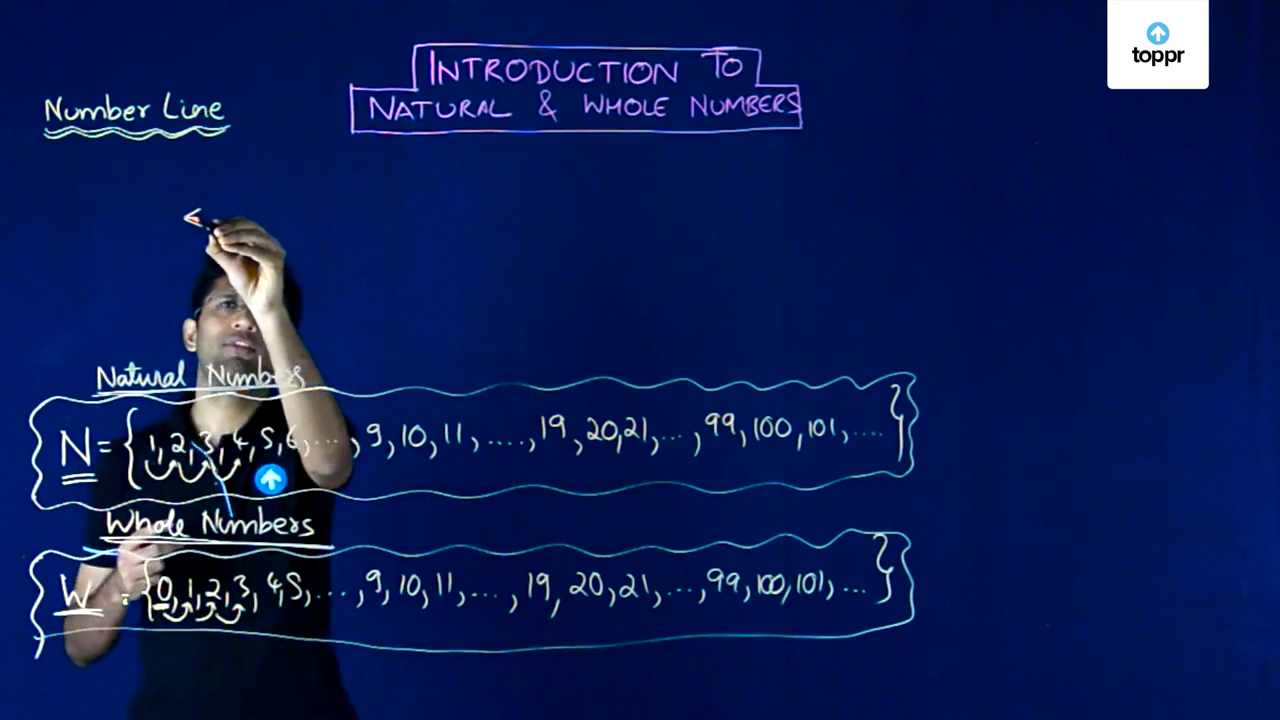 toppr
INTRODUCTION TO
NATURAL & WHOLE NUMBERS
Number Line
Natural Numbers
N = { 1, 2, 3, 4, 5, 6, ... , 9, 10, 11, ...., 19, 20, 21, ... , 99, 100, 101, .... }
Whole Numbers
W = { 0, 1, 2, 3, 4, 5, ... , 9, 10, 11, ... , 19, 20, 21, ... , 99, 100, 101, ... }